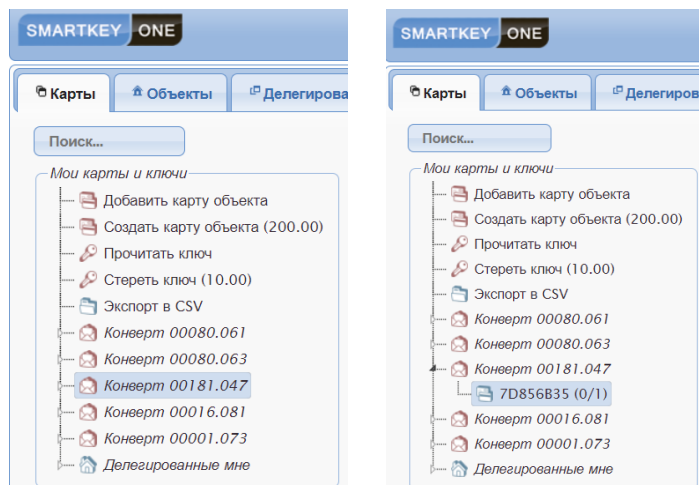 SMARTKEY ONE
Карты
Объекты
Делегирова
Поиск...
Мои карты и ключи
Добавить карту объекта
Создать карту объекта (200.00)
Прочитать ключ
Стереть ключ (10.00)
Экспорт в CSV
Конверт 00080.061
Конверт 00080.063
Конверт 00181.047
Конверт 00016.081
Конверт 00001.073
Делегированные мне
SMARTKEY ONE
Карты
Объекты
Делегиров
Поиск...
Мои карты и ключи
Добавить карту объекта
Создать карту объекта (200.00)
Прочитать ключ
Стереть ключ (10.00)
Экспорт в CSV
Конверт 00080.061
Конверт 00080.063
Конверт 00181.047
7D856B35 (0/1)
Конверт 00016.081
Конверт 00001.073
Делегированные мне